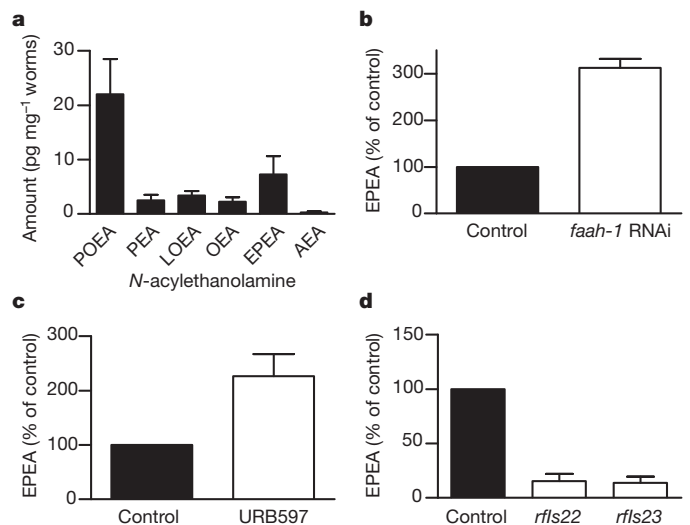 a
30
20
10
0
Amount (pg mg⁻¹ worms)
POEA
PEA
LOEA
OEA
EPEA
AEA
N-acylethanolamine
b
300
200
100
0
EPEA (% of control)
Control
faah-1 RNAi
c
300
200
100
0
EPEA (% of control)
Control
URB597
d
150
100
50
0
EPEA (% of control)
Control
rfIs22
rfIs23